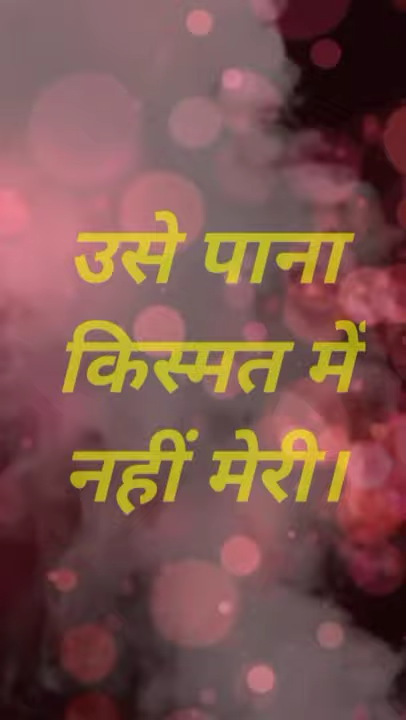 उसे पाना
किस्मत में
नहीं मेरी।